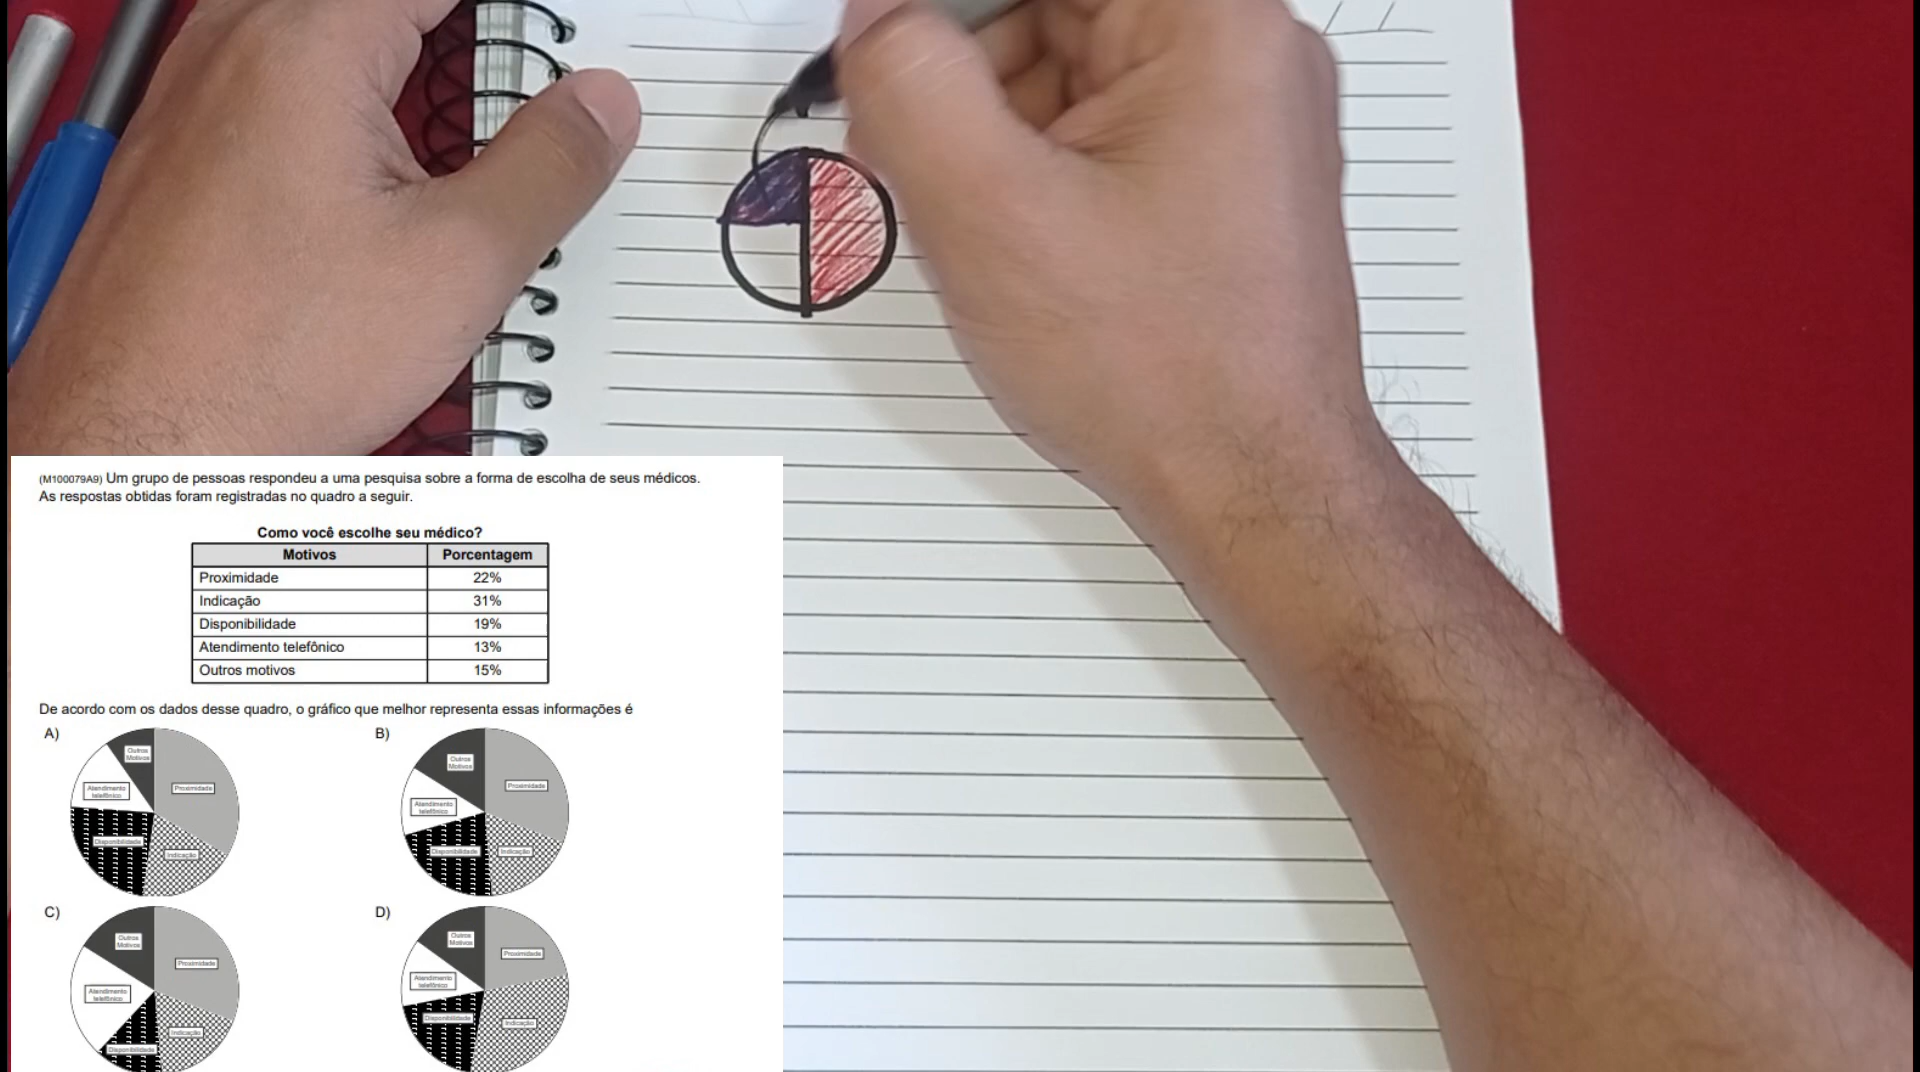 (M100079A9) Um grupo de pessoas respondeu a uma pesquisa sobre a forma de escolha de seus médicos.
As respostas obtidas foram registradas no quadro a seguir.
Como você escolhe seu médico?
Motivos Porcentagem
Proximidade 22%
Indicação 31%
Disponibilidade 19%
Atendimento telefônico 13%
Outros motivos 15%
De acordo com os dados desse quadro, o gráfico que melhor representa essas informações é
A)
Outros
Motivos
Proximidade
Atendimento
telefônico
Disponibilidade
Indicação
B)
Outros
Motivos
Proximidade
Atendimento
telefônico
Disponibilidade
Indicação
C)
Outros
Motivos
Proximidade
Atendimento
telefônico
Indicação
Disponibilidade
D)
Outros
Motivos
Proximidade
Atendimento
telefônico
Disponibilidade
Indicação